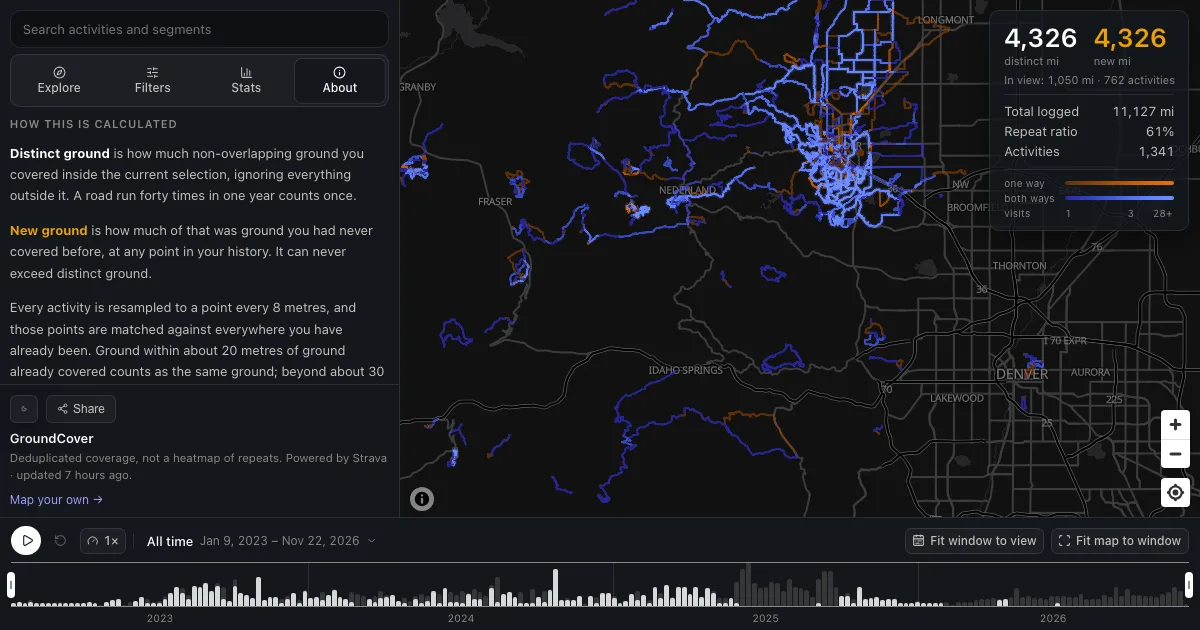 Search activities and segments
Explore
Filters
Stats
About
HOW THIS IS CALCULATED
Distinct ground is how much non-overlapping ground you
covered inside the current selection, ignoring everything
outside it. A road run forty times in one year counts once.
New ground is how much of that was ground you had never
covered before, at any point in your history. It can never
exceed distinct ground.
Every activity is resampled to a point every 8 metres, and
those points are matched against everywhere you have
already been. Ground within about 20 metres of ground
already covered counts as the same ground; beyond about 30
Share
GroundCover
Deduplicated coverage, not a heatmap of repeats. Powered by Strava
· updated 7 hours ago.
Map your own →
LONGMONT
GRANBY
NEDERLAND
FRASER
NW
THORNTON
76
36
I 70 EXPR
IDAHO SPRINGS
DENVER
AURORA
70
LAKEWOOD
225
25
4,326 4,326
distinct mi new mi
In view: 1,050 mi · 762 activities
Total logged 11,127 mi
Repeat ratio 61%
Activities 1,341
one way
both ways
visits 1 3 28+
1×
All time Jan 9, 2023 – Nov 22, 2026
Fit window to view
Fit map to window
2023 2024 2025 2026